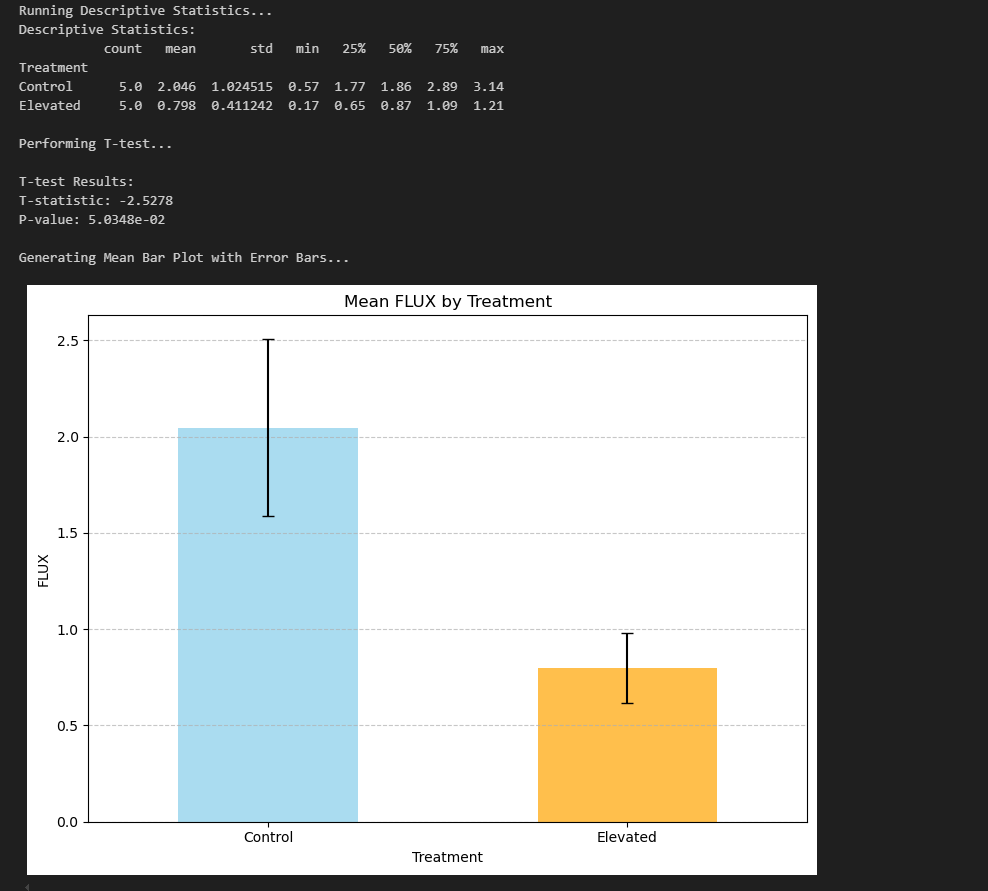 Running Descriptive Statistics...
Descriptive Statistics:
count mean std min 25% 50% 75% max
Treatment
Control 5.0 2.046 1.024515 0.57 1.77 1.86 2.89 3.14
Elevated 5.0 0.798 0.411242 0.17 0.65 0.87 1.09 1.21
Performing T-test...
T-test Results:
T-statistic: -2.5278
P-value: 5.0348e-02
Generating Mean Bar Plot with Error Bars...
Mean FLUX by Treatment
2.5
2.0
1.5
1.0
0.5
0.0
FLUX
Control Elevated
Treatment